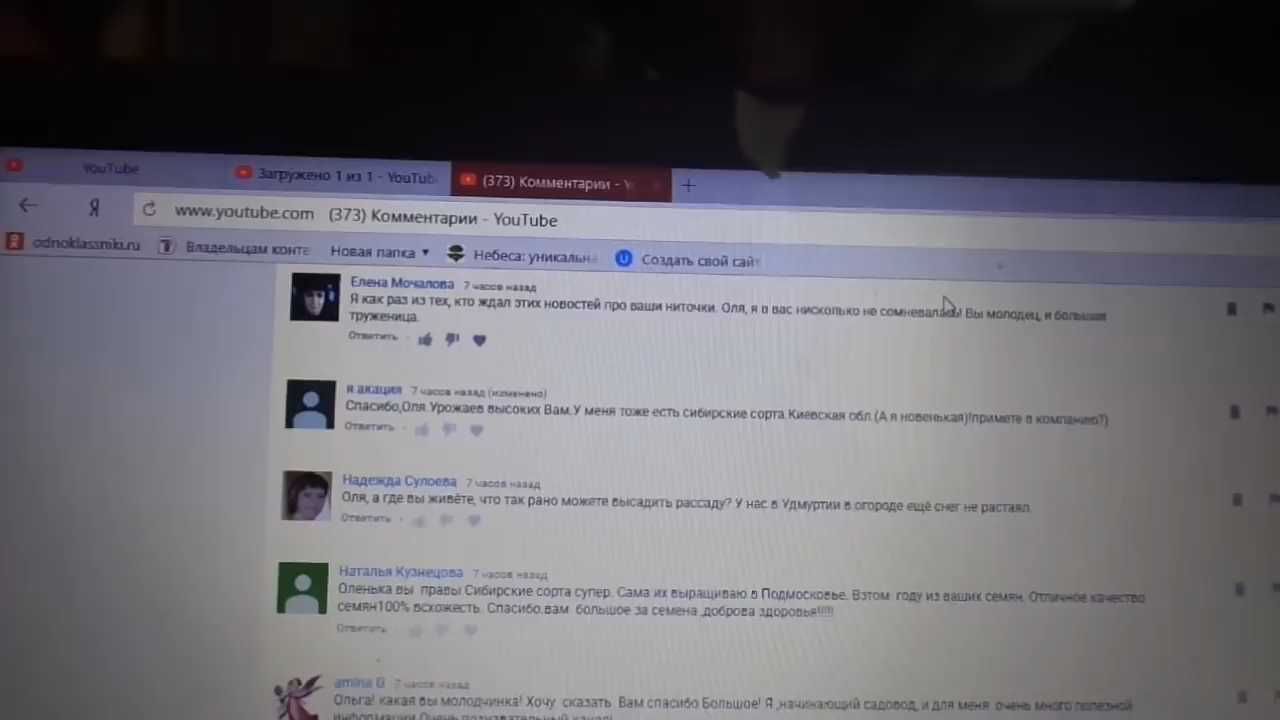 YouTube
Загружено 1 из 1 - YouTub
(373) Комментарии -
Я www.youtube.com (373) Комментарии - YouTube
odnoklassniki.ru Владельцам конте Новая папка Небеса: уникальн Создать свой сайт
Елена Мочалова 7 часов назад
Я как раз из тех, кто ждал этих новостей про ваши ниточки. Оля, я в вас нисколько не сомневалась! Вы молодец, и большая
труженица.
Ответить
я акация 7 часов назад (изменено)
Спасибо,Оля.Урожаев высоких Вам.У меня тоже есть сибирские сорта.Киевская обл.(А я новенькая)!примете в компанию?)
Ответить
Надежда Сулоева 7 часов назад
Оля, а где вы живёте, что так рано можете высадить рассаду? У нас в Удмуртии в огороде ещё снег не растаял.
Ответить
Наталья Кузнецова 7 часов назад
Оленька вы правы Сибирские сорта супер. Сама их выращиваю в Подмосковье. Взтом году из ваших семян. Отличное качество
семян100% всхожесть. Спасибо.вам большое за семена ,доброва здоровья!!!!!
Ответить
amina G 7 часов назад
Ольга! какая вы молодчинка! Хочу сказать Вам спасибо Большое! Я ,начинающий садовод, и для меня очень много полезной
информации.Очень познавательный канал!